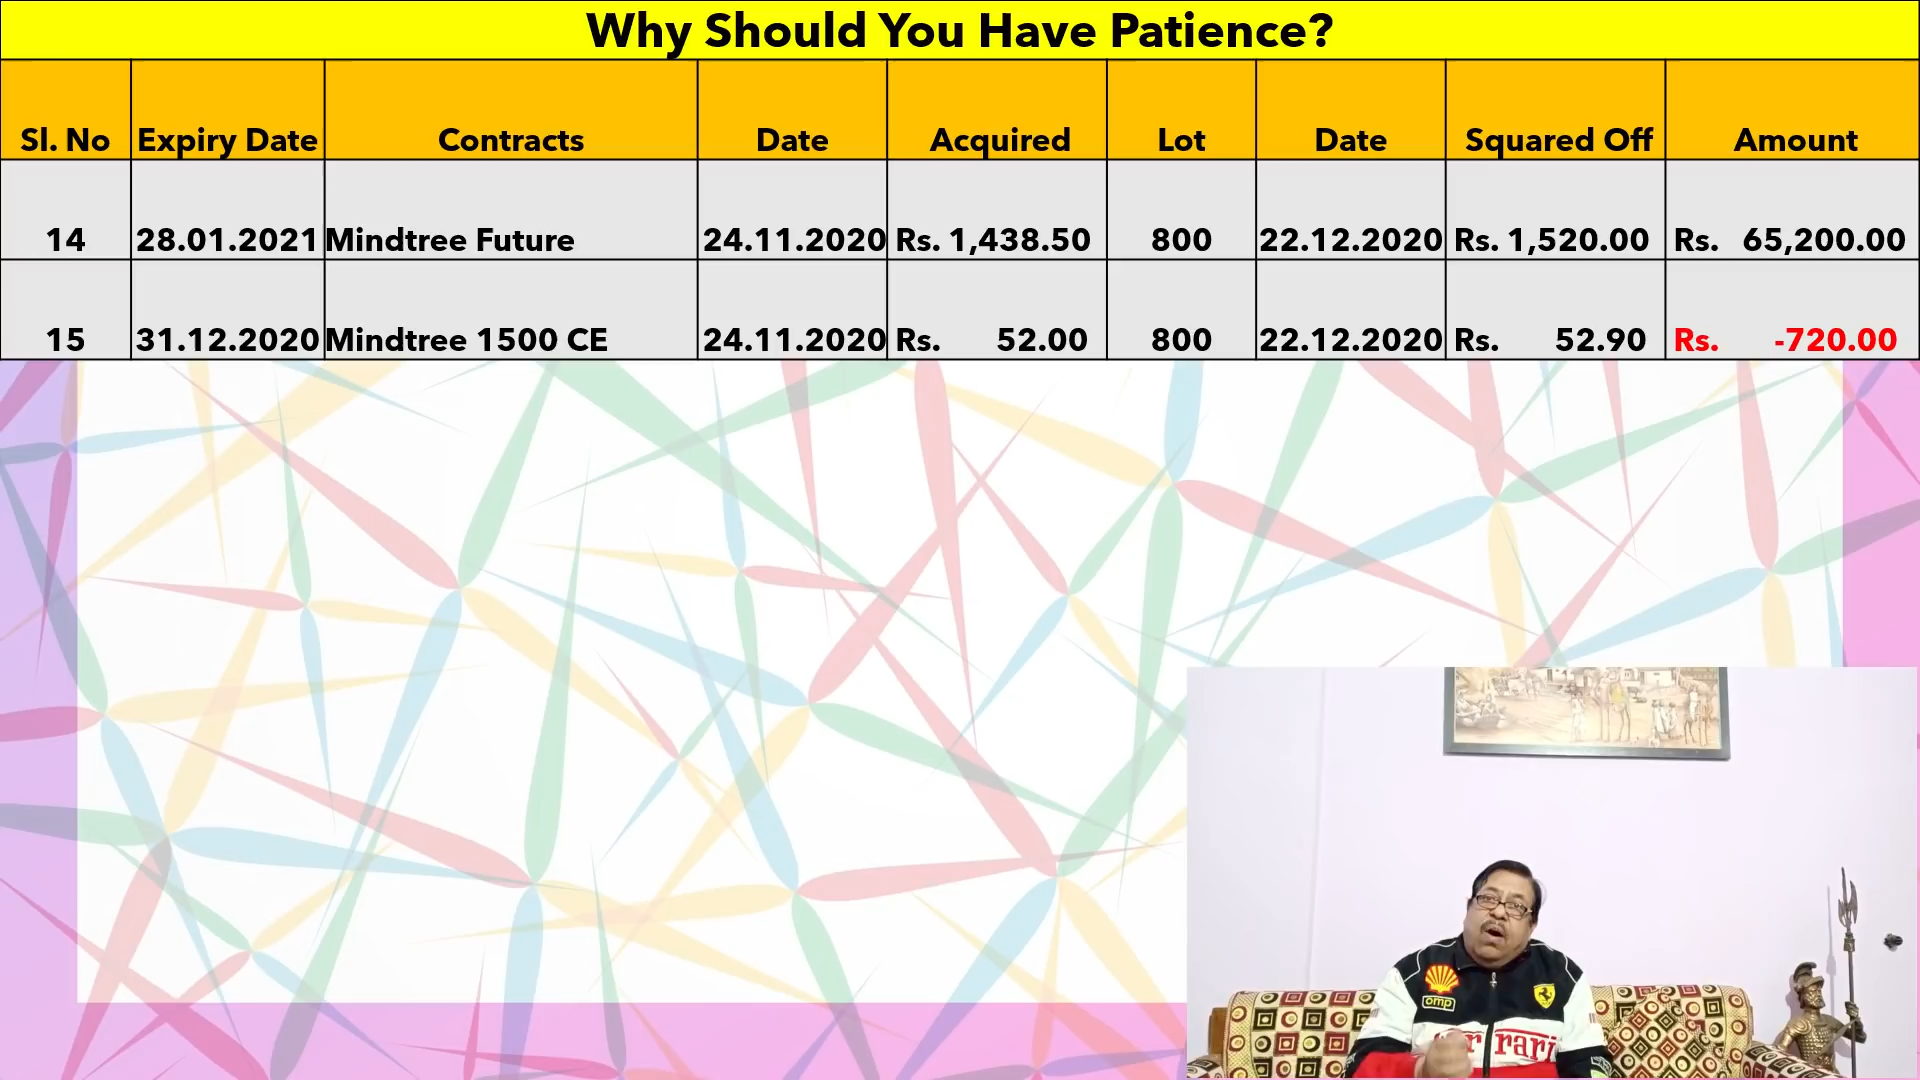 Why Should You Have Patience?
Sl. No Expiry Date Contracts Date Acquired Lot Date Squared Off Amount
14 28.01.2021 Mindtree Future 24.11.2020 Rs. 1,438.50 800 22.12.2020 Rs. 1,520.00 Rs. 65,200.00
15 31.12.2020 Mindtree 1500 CE 24.11.2020 Rs. 52.00 800 22.12.2020 Rs. 52.90 Rs. -720.00
omp